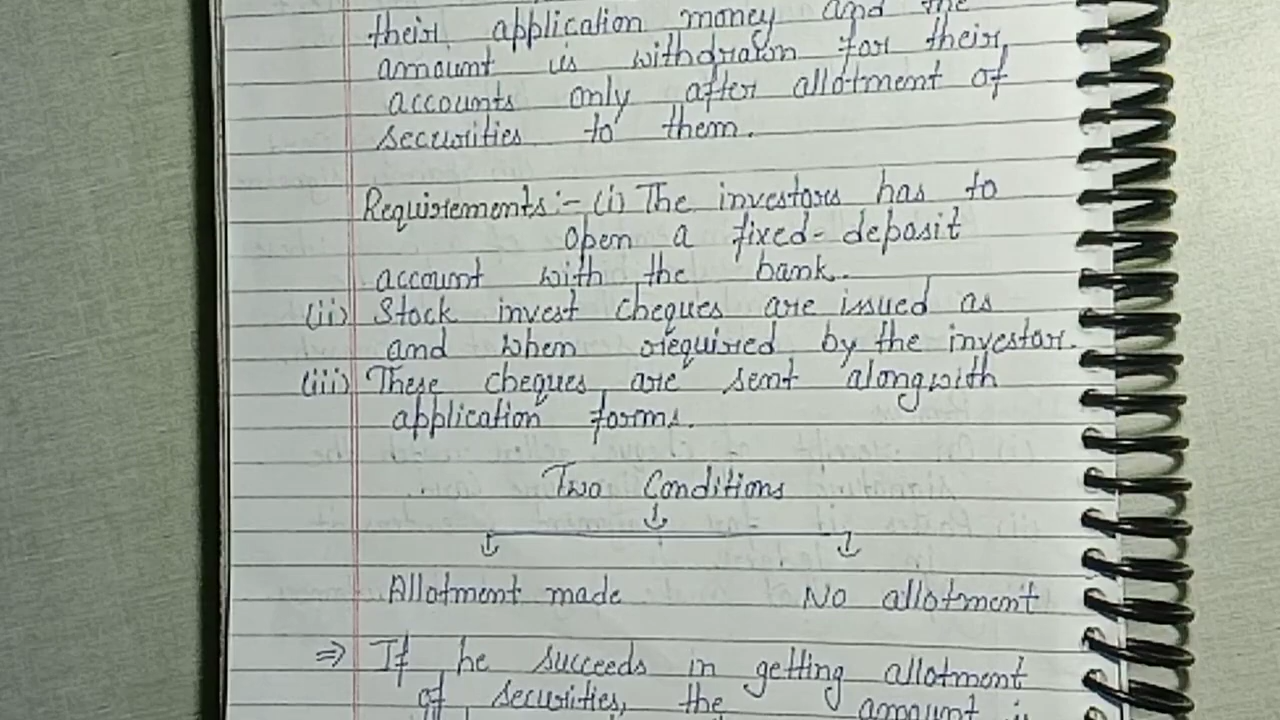 their application money and the
amount is withdrawn for their,
accounts only after allotment of
securities to them.
Requirements:- (i) The investors has to
open a fixed-deposit
account with the bank.
(ii) Stock invest cheques are issued as
and when required by the investor.
(iii) These cheques are sent alongwith
application forms.
Two Conditions
Allotment made No allotment
⇒ If he succeeds in getting allotment
of securities, the amount is